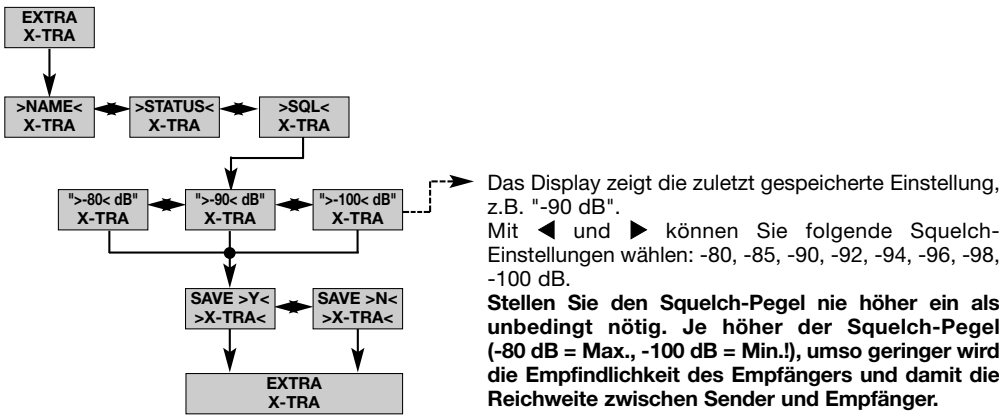 EXTRA
X-TRA
>NAME<
X-TRA
>STATUS<
X-TRA
>SQL<
X-TRA
">-80< dB"
X-TRA
">-90< dB"
X-TRA
">-100< dB"
X-TRA
SAVE >Y<
>X-TRA<
SAVE >N<
>X-TRA<
EXTRA
X-TRA
Das Display zeigt die zuletzt gespeicherte Einstellung,
z.B. "-90 dB".
Mit ◀ und ▶ können Sie folgende Squelch-
Einstellungen wählen: -80, -85, -90, -92, -94, -96, -98,
-100 dB.
Stellen Sie den Squelch-Pegel nie höher ein als
unbedingt nötig. Je höher der Squelch-Pegel
(-80 dB = Max., -100 dB = Min.!), umso geringer wird
die Empfindlichkeit des Empfängers und damit die
Reichweite zwischen Sender und Empfänger.